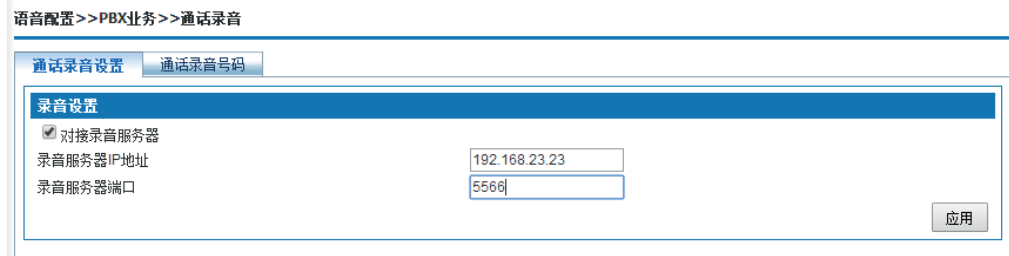 语音配置>>PBX业务>>通话录音
通话录音设置 通话录音号码
录音设置
对接录音服务器
录音服务器IP地址 192.168.23.23
录音服务器端口 5566
应用